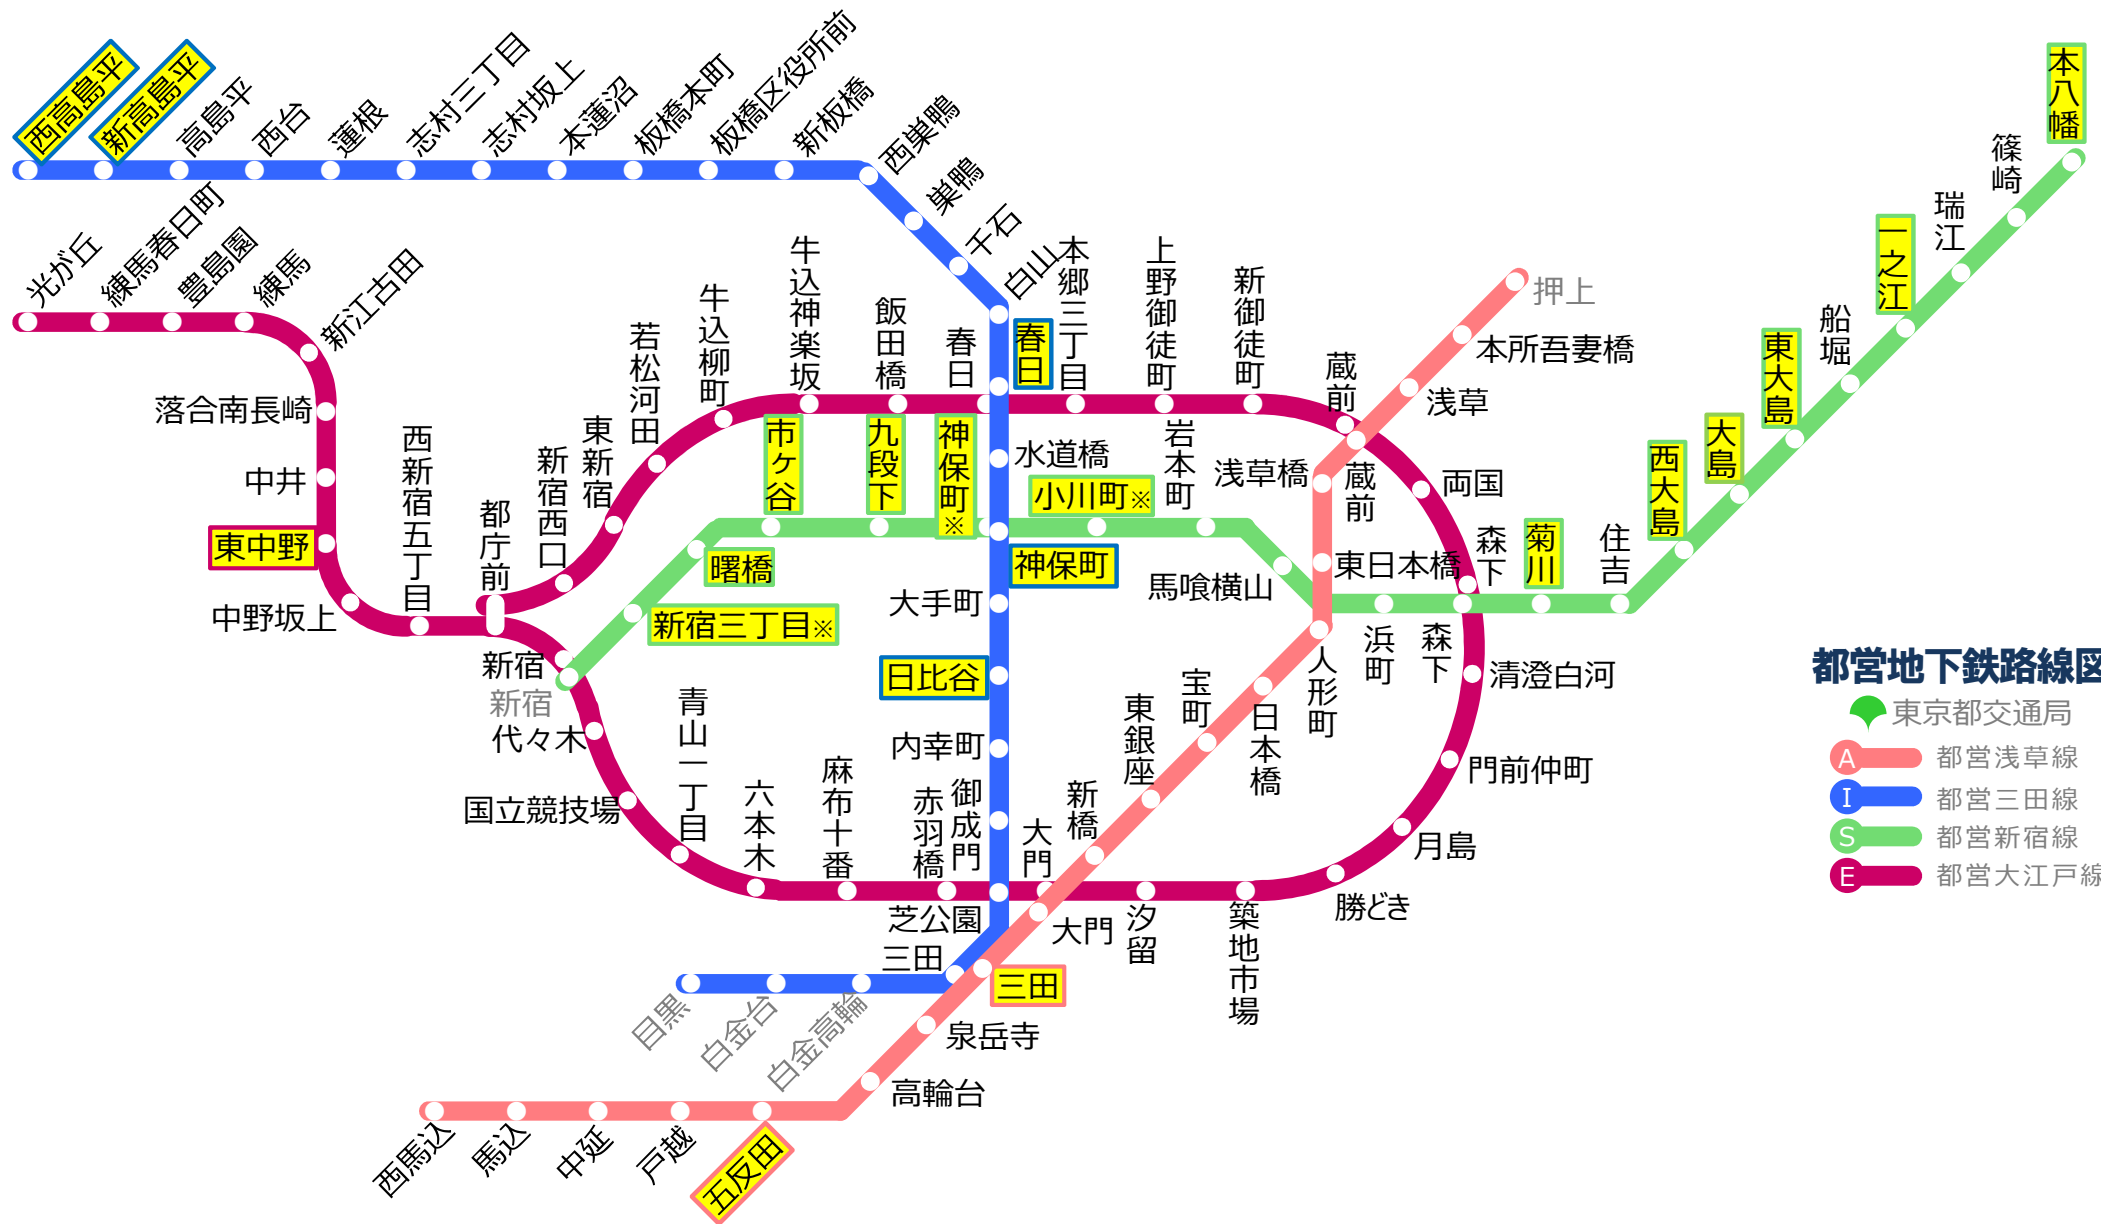 西高島平
新高島平
高島平
西台
蓮根
志村三丁目
志村坂上
本蓮沼
板橋本町
板橋区役所前
新板橋
西巣鴨
巣鴨
千石
白山
春日
水道橋
神保町
大手町
日比谷
内幸町
御成門
芝公園
三田
白金高輪
白金台
目黒
光が丘
練馬春日町
豊島園
練馬
新江古田
落合南長崎
中井
東中野
中野坂上
西新宿五丁目
都庁前
新宿西口
東新宿
若松河田
牛込柳町
牛込神楽坂
飯田橋
春日
本郷三丁目
上野御徒町
新御徒町
蔵前
両国
森下
清澄白河
門前仲町
月島
勝どき
築地市場
汐留
大門
赤羽橋
麻布十番
六本木
青山一丁目
国立競技場
代々木
新宿
新宿
新宿三丁目※
曙橋
市ケ谷
九段下
神保町※
小川町※
岩本町
馬喰横山
浜町
森下
菊川
住吉
西大島
大島
東大島
船堀
一之江
瑞江
篠崎
本八幡
押上
本所吾妻橋
浅草
蔵前
浅草橋
東日本橋
人形町
日本橋
宝町
東銀座
新橋
大門
三田
泉岳寺
高輪台
五反田
戸越
中延
馬込
西馬込
都営地下鉄路線図
東京都交通局
A 都営浅草線
I 都営三田線
S 都営新宿線
E 都営大江戸線